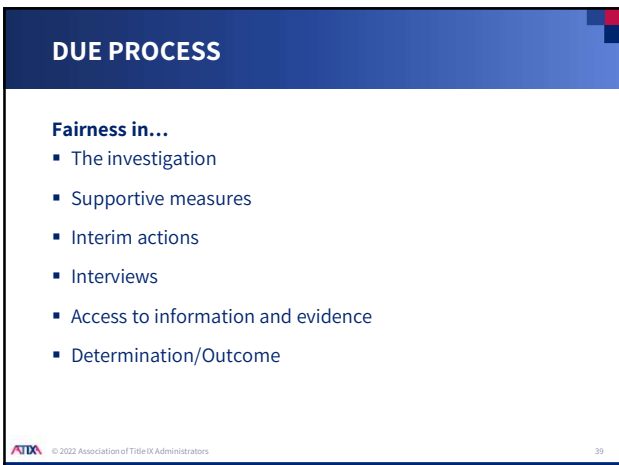 DUE PROCESS
Fairness in…
▪ The investigation
▪ Supportive measures
▪ Interim actions
▪ Interviews
▪ Access to information and evidence
▪ Determination/Outcome
ATIXA © 2022 Association of Title IX Administrators 39